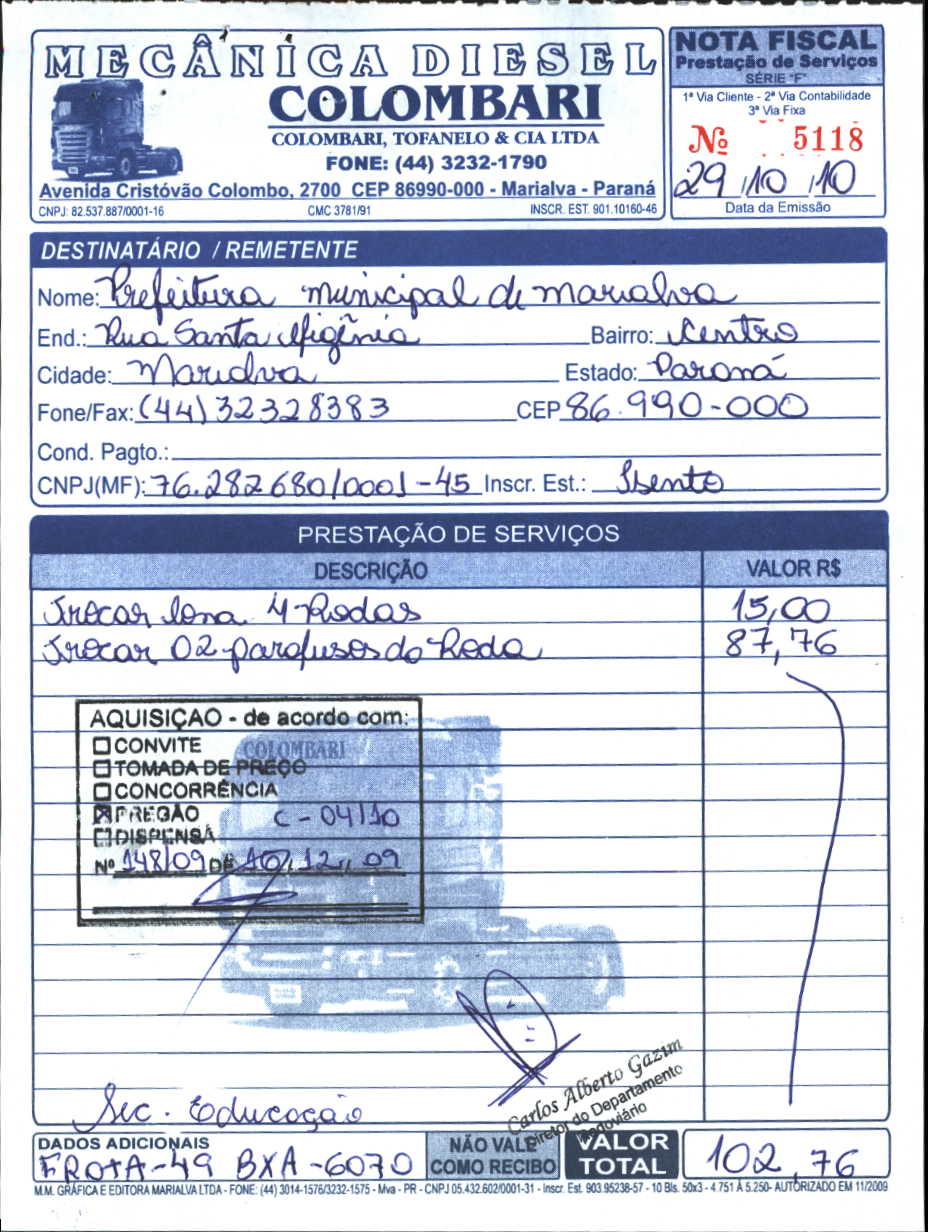 MECÂNICA DIESEL
COLOMBARI
COLOMBARI, TOFANELO & CIA LTDA
FONE: (44) 3232-1790
Avenida Cristóvão Colombo, 2700 CEP 86990-000 - Marialva - Paraná
CNPJ: 82.537.887/0001-16 CMC 3781/91 INSCR. EST. 901.10160-46
NOTA FISCAL
Prestação de Serviços
SÉRIE "F"
1ª Via Cliente - 2ª Via Contabilidade
3ª Via Fixa
Nº 5118
29/10/10
Data da Emissão
DESTINATÁRIO / REMETENTE
Nome: Prefeitura municipal de marialva
End.: Rua Santa Efigênia Bairro: Centro
Cidade: Marialva Estado: Paraná
Fone/Fax: (44) 32328383 CEP 86.990-000
Cond. Pagto.:
CNPJ(MF): 76.282680/0001-45 Inscr. Est.: Isento
PRESTAÇÃO DE SERVIÇOS
DESCRIÇÃO VALOR R$
Trocar lona 4 Rodas 15,00
Trocar 02 parafusos do Roda 87,76
AQUISIÇAO - de acordo com:
CONVITE
COLOMBARI
TOMADA DE PREÇO
CONCORRÊNCIA
PREGÃO C - 04/10
DISPENSA
Nº 148/09 DE 10/12/09
Carlos Alberto Gazim
Diretor do Departamento
Rodoviário
Sec. Educação
DADOS ADICIONAIS
FROTA-49 BXA-6070
NÃO VALE
COMO RECIBO
VALOR
TOTAL
102,76
M.M. GRÁFICA E EDITORA MARIALVA LTDA - FONE: (44) 3014-1576/3232-1575 - Mva - PR - CNPJ 05.432.602/0001-31 - Inscr. Est. 903.95238-57 - 10 Bls. 50x3 - 4.751 À 5.250- AUTORIZADO EM 11/2009